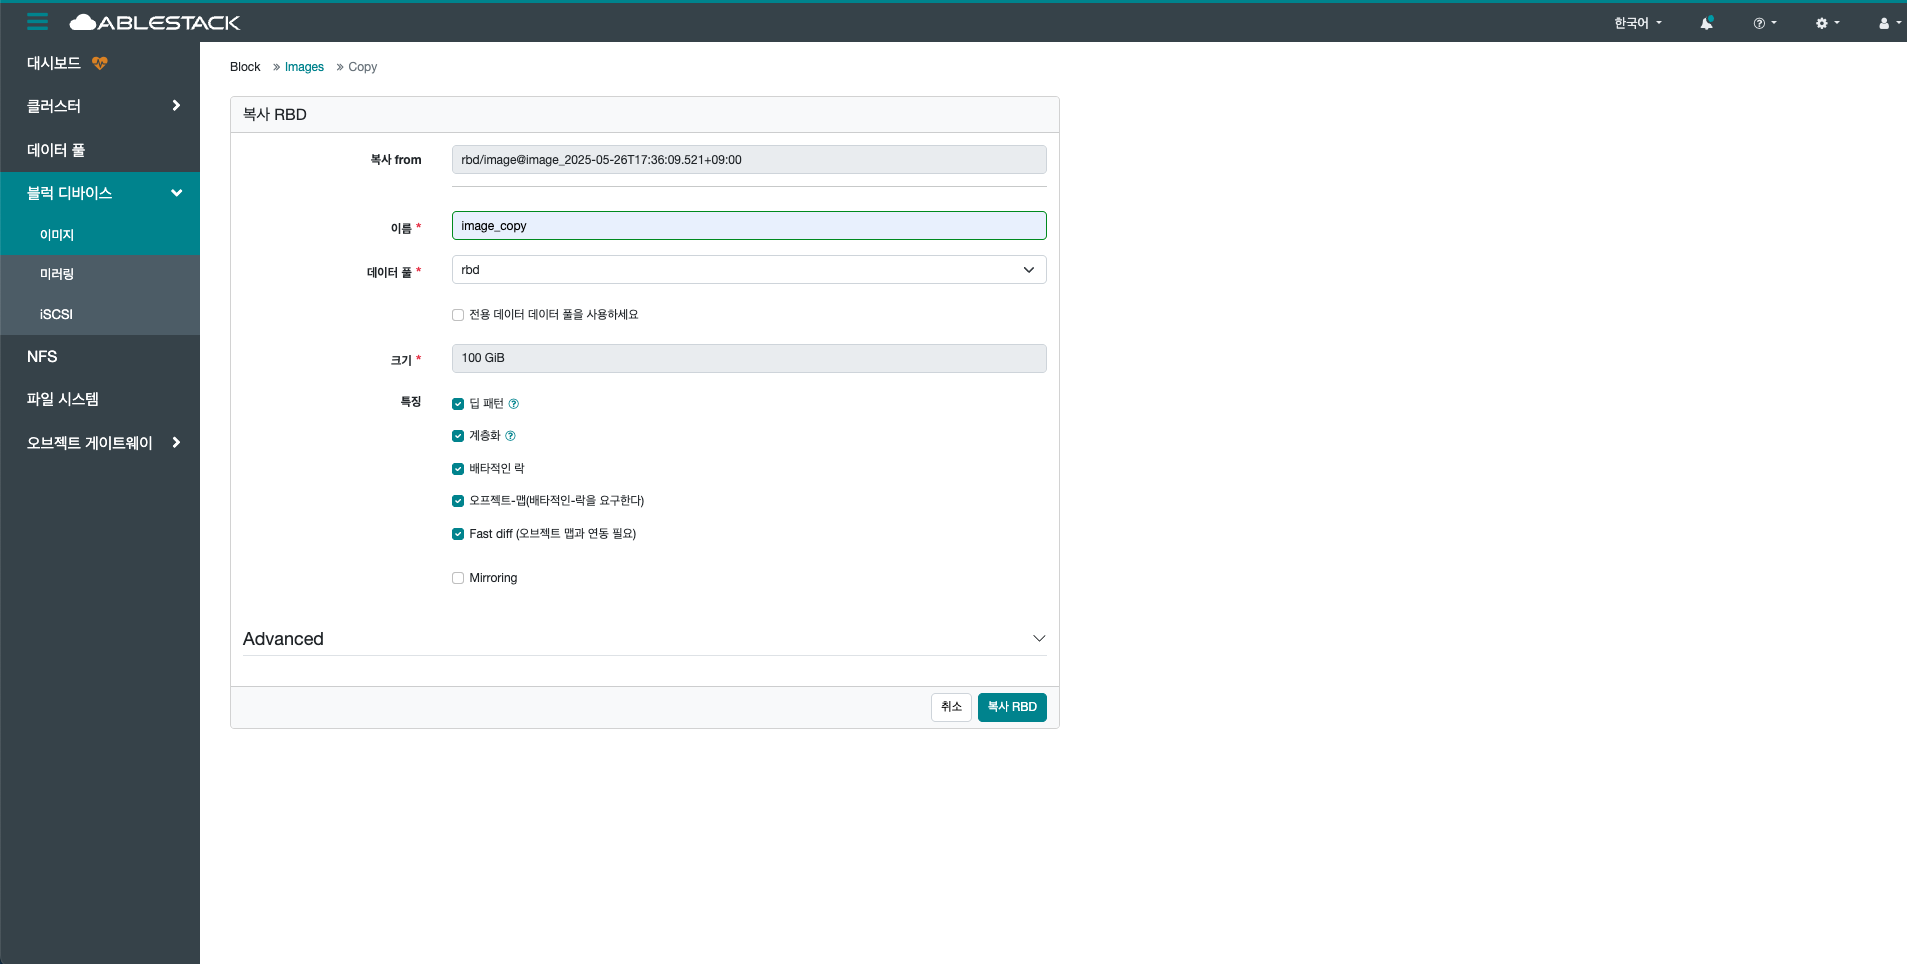 ABLESTACK
한국어
대시보드
클러스터
데이터 풀
블럭 디바이스
이미지
미러링
iSCSI
NFS
파일 시스템
오브젝트 게이트웨이
Block » Images » Copy
복사 RBD
복사 from rbd/image@image_2025-05-26T17:36:09.521+09:00
이름 * image_copy
데이터 풀 * rbd
전용 데이터 데이터 풀을 사용하세요
크기 * 100 GiB
특징
딥 패턴
계층화
배타적인 락
오프젝트-맵(배타적인-락을 요구한다)
Fast diff (오브젝트 맵과 연동 필요)
Mirroring
Advanced
취소 복사 RBD